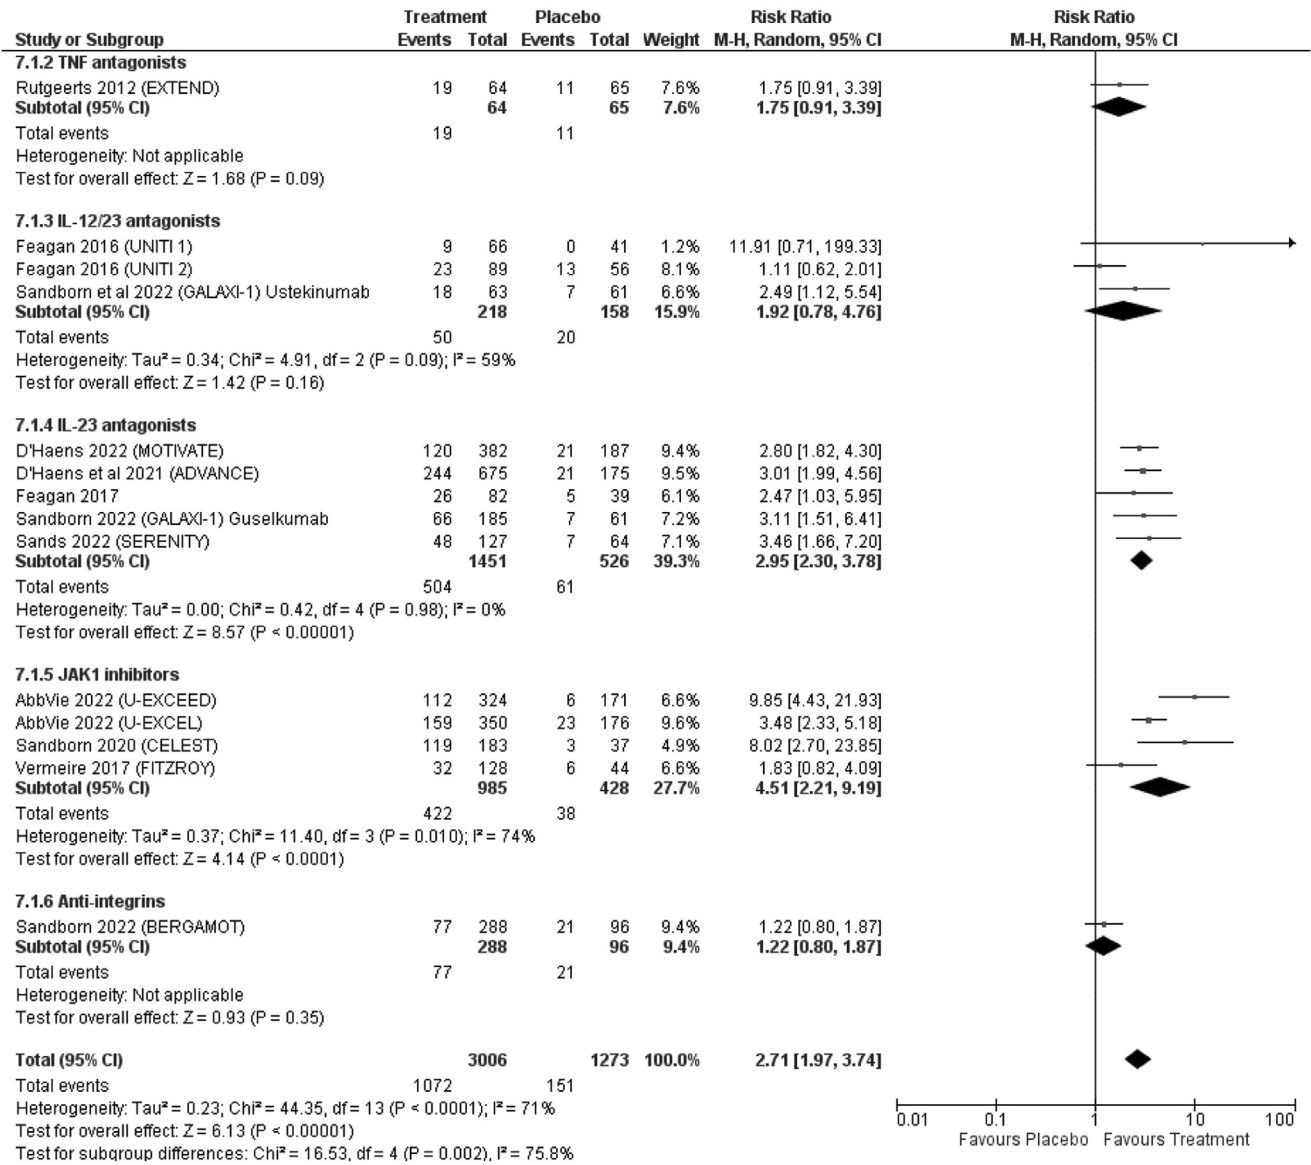 Treatment Placebo Risk Ratio Risk Ratio
Study or Subgroup Events Total Events Total Weight M-H, Random, 95% CI M-H, Random, 95% CI
7.1.2 TNF antagonists
Rutgeerts 2012 (EXTEND) 19 64 11 65 7.6% 1.75 [0.91, 3.39]
Subtotal (95% CI) 64 65 7.6% 1.75 [0.91, 3.39]
Total events 19 11
Heterogeneity: Not applicable
Test for overall effect: Z = 1.68 (P = 0.09)
7.1.3 IL-12/23 antagonists
Feagan 2016 (UNITI 1) 9 66 0 41 1.2% 11.91 [0.71, 199.33]
Feagan 2016 (UNITI 2) 23 89 13 56 8.1% 1.11 [0.62, 2.01]
Sandborn et al 2022 (GALAXI-1) Ustekinumab 18 63 7 61 6.6% 2.49 [1.12, 5.54]
Subtotal (95% CI) 218 158 15.9% 1.92 [0.78, 4.76]
Total events 50 20
Heterogeneity: Tau² = 0.34; Chi² = 4.91, df = 2 (P = 0.09); I² = 59%
Test for overall effect: Z = 1.42 (P = 0.16)
7.1.4 IL-23 antagonists
D'Haens 2022 (MOTIVATE) 120 382 21 187 9.4% 2.80 [1.82, 4.30]
D'Haens et al 2021 (ADVANCE) 244 675 21 175 9.5% 3.01 [1.99, 4.56]
Feagan 2017 26 82 5 39 6.1% 2.47 [1.03, 5.95]
Sandborn 2022 (GALAXI-1) Guselkumab 66 185 7 61 7.2% 3.11 [1.51, 6.41]
Sands 2022 (SERENITY) 48 127 7 64 7.1% 3.46 [1.66, 7.20]
Subtotal (95% CI) 1451 526 39.3% 2.95 [2.30, 3.78]
Total events 504 61
Heterogeneity: Tau² = 0.00; Chi² = 0.42, df = 4 (P = 0.98); I² = 0%
Test for overall effect: Z = 8.57 (P < 0.00001)
7.1.5 JAK1 inhibitors
AbbVie 2022 (U-EXCEED) 112 324 6 171 6.6% 9.85 [4.43, 21.93]
AbbVie 2022 (U-EXCEL) 159 350 23 176 9.6% 3.48 [2.33, 5.18]
Sandborn 2020 (CELEST) 119 183 3 37 4.9% 8.02 [2.70, 23.85]
Vermeire 2017 (FITZROY) 32 128 6 44 6.6% 1.83 [0.82, 4.09]
Subtotal (95% CI) 985 428 27.7% 4.51 [2.21, 9.19]
Total events 422 38
Heterogeneity: Tau² = 0.37; Chi² = 11.40, df = 3 (P = 0.010); I² = 74%
Test for overall effect: Z = 4.14 (P < 0.0001)
7.1.6 Anti-integrins
Sandborn 2022 (BERGAMOT) 77 288 21 96 9.4% 1.22 [0.80, 1.87]
Subtotal (95% CI) 288 96 9.4% 1.22 [0.80, 1.87]
Total events 77 21
Heterogeneity: Not applicable
Test for overall effect: Z = 0.93 (P = 0.35)
Total (95% CI) 3006 1273 100.0% 2.71 [1.97, 3.74]
Total events 1072 151
Heterogeneity: Tau² = 0.23; Chi² = 44.35, df = 13 (P < 0.0001); I² = 71%
Test for overall effect: Z = 6.13 (P < 0.00001)
Test for subgroup differences: Chi² = 16.53, df = 4 (P = 0.002), I² = 75.8%
0.01 0.1 1 10 100
Favours Placebo Favours Treatment